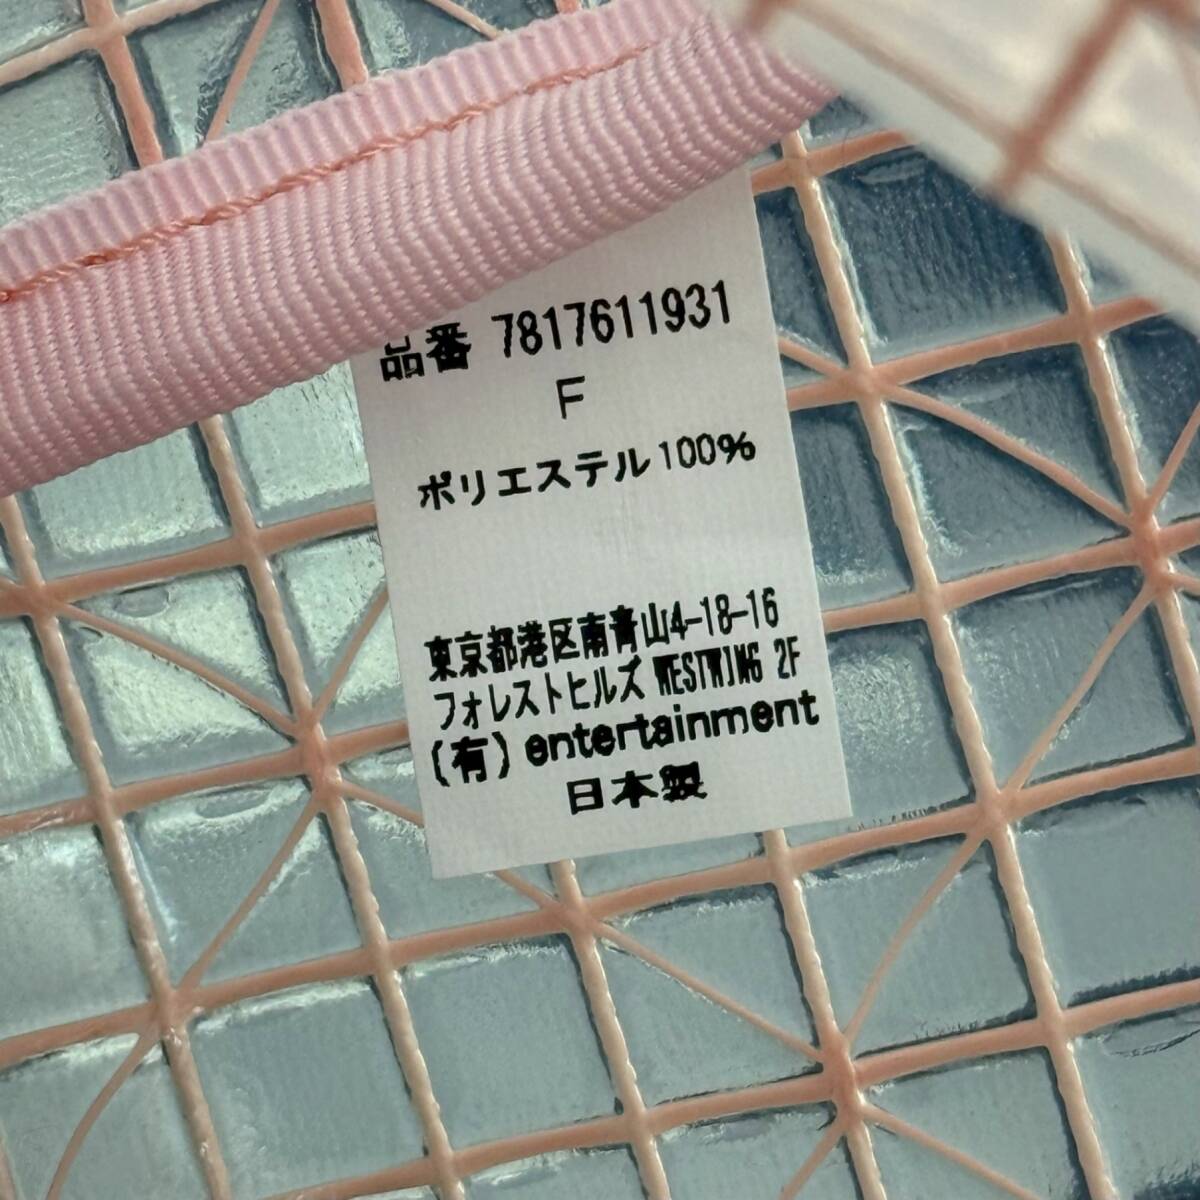 品番 7817611931
F
ポリエステル100%
東京都港区南青山4-18-16
フォレストヒルズ WESTWING 2F
(有) entertainment
日本製